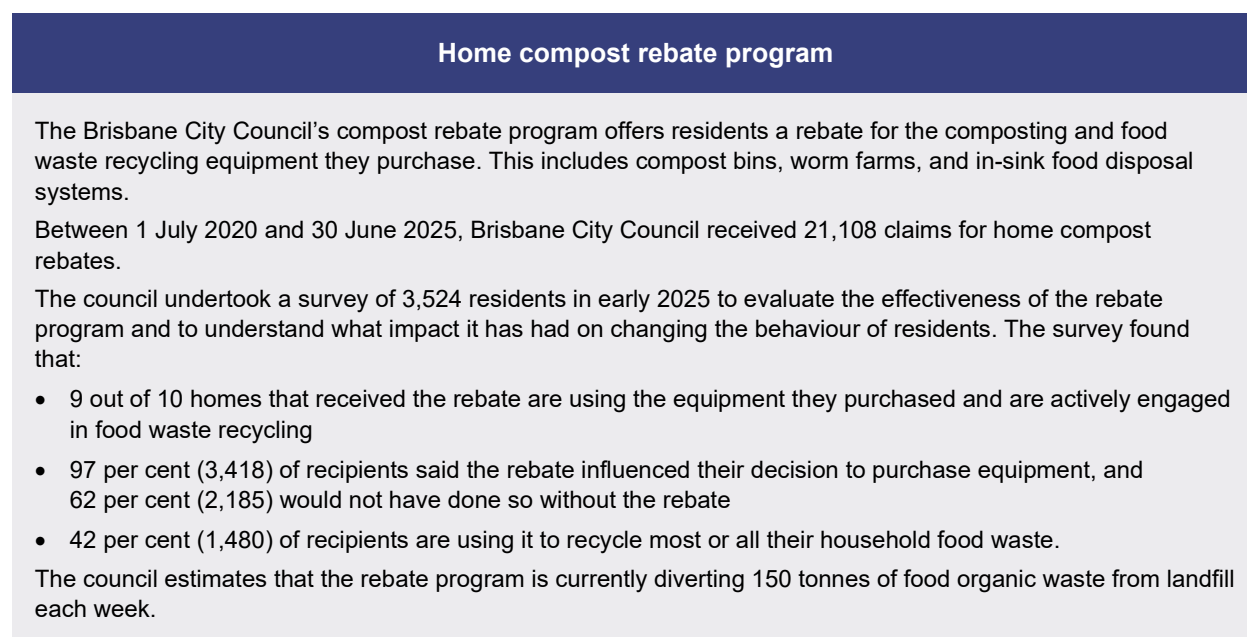 Home compost rebate program
The Brisbane City Council’s compost rebate program offers residents a rebate for the composting and food
waste recycling equipment they purchase. This includes compost bins, worm farms, and in-sink food disposal
systems.
Between 1 July 2020 and 30 June 2025, Brisbane City Council received 21,108 claims for home compost
rebates.
The council undertook a survey of 3,524 residents in early 2025 to evaluate the effectiveness of the rebate
program and to understand what impact it has had on changing the behaviour of residents. The survey found
that:
• 9 out of 10 homes that received the rebate are using the equipment they purchased and are actively engaged
in food waste recycling
• 97 per cent (3,418) of recipients said the rebate influenced their decision to purchase equipment, and
62 per cent (2,185) would not have done so without the rebate
• 42 per cent (1,480) of recipients are using it to recycle most or all their household food waste.
The council estimates that the rebate program is currently diverting 150 tonnes of food organic waste from landfill
each week.